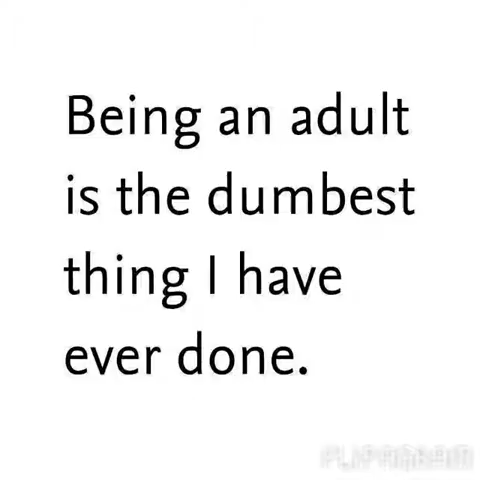 Being an adult
is the dumbest
thing I have
ever done.